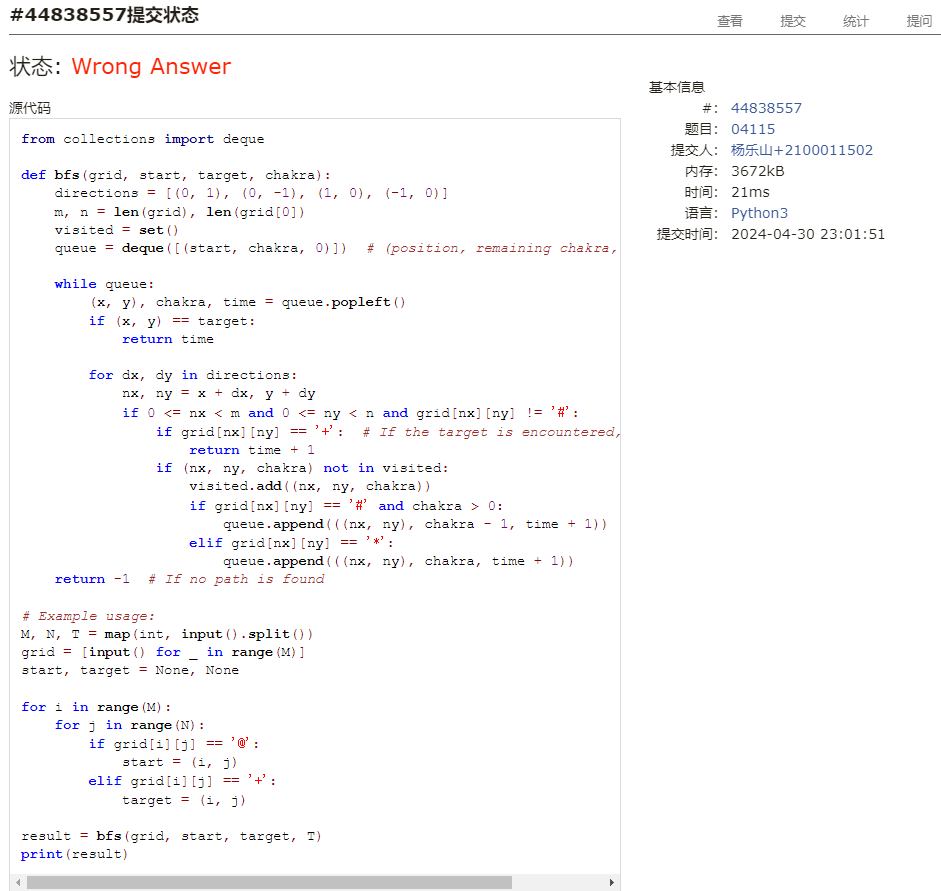 #44838557提交状态
查看 提交 统计 提问
状态: Wrong Answer
源代码
from collections import deque

def bfs(grid, start, target, chakra):
    directions = [(0, 1), (0, -1), (1, 0), (-1, 0)]
    m, n = len(grid), len(grid[0])
    visited = set()
    queue = deque([(start, chakra, 0)])  # (position, remaining chakra,

    while queue:
        (x, y), chakra, time = queue.popleft()
        if (x, y) == target:
            return time

        for dx, dy in directions:
            nx, ny = x + dx, y + dy
            if 0 <= nx < m and 0 <= ny < n and grid[nx][ny] != '#':
                if grid[nx][ny] == '+':  # If the target is encountered,
                    return time + 1
                if (nx, ny, chakra) not in visited:
                    visited.add((nx, ny, chakra))
                    if grid[nx][ny] == '#' and chakra > 0:
                        queue.append(((nx, ny), chakra - 1, time + 1))
                    elif grid[nx][ny] == '*':
                        queue.append(((nx, ny), chakra, time + 1))
    return -1  # If no path is found

# Example usage:
M, N, T = map(int, input().split())
grid = [input() for _ in range(M)]
start, target = None, None

for i in range(M):
    for j in range(N):
        if grid[i][j] == '@':
            start = (i, j)
        elif grid[i][j] == '+':
            target = (i, j)

result = bfs(grid, start, target, T)
print(result)
基本信息
#: 44838557
题目: 04115
提交人: 杨乐山+2100011502
内存: 3672kB
时间: 21ms
语言: Python3
提交时间: 2024-04-30 23:01:51